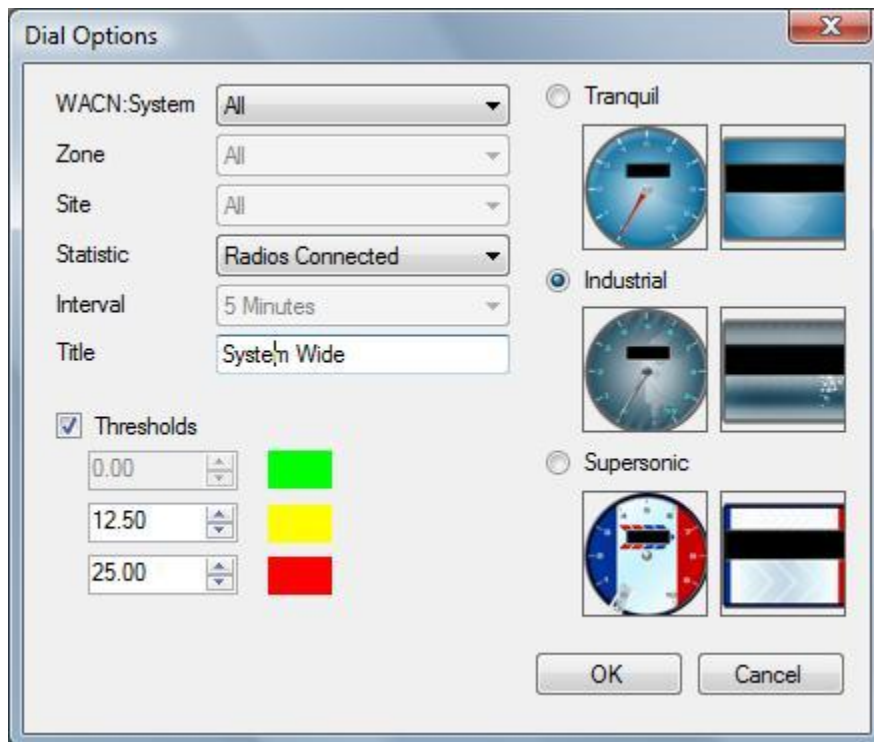 Dial Options
WACN:System All
Zone All
Site All
Statistic Radios Connected
Interval 5 Minutes
Title System Wide
Thresholds
0.00
12.50
25.00
Tranquil
Industrial
Supersonic
OK Cancel